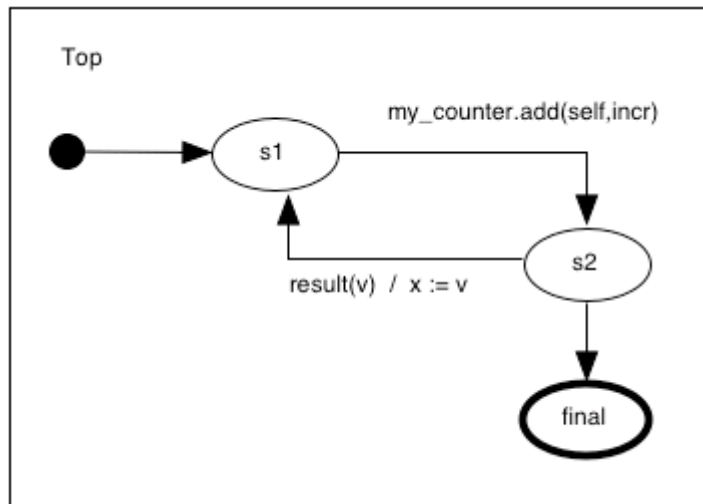 Top
my_counter.add(self,incr)
s1
s2
result(v) / x := v
final